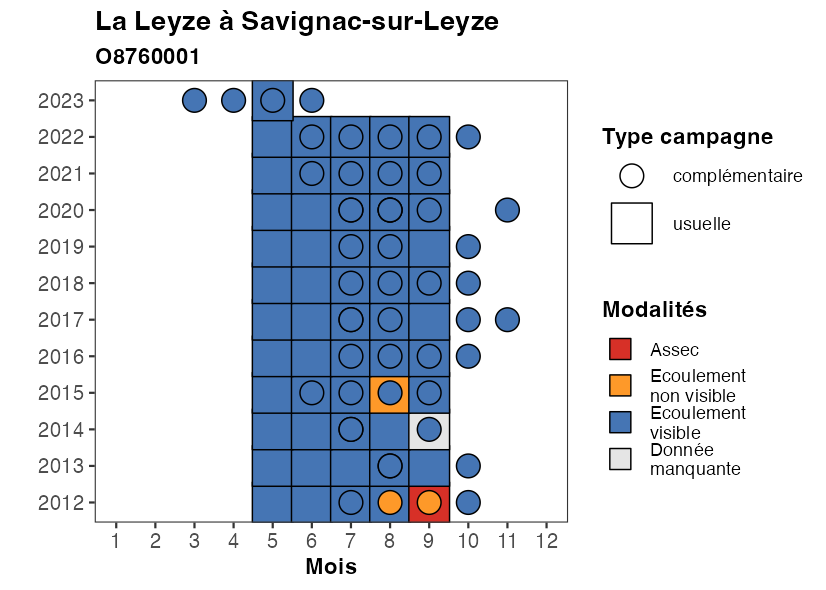 La Leyze à Savignac-sur-Leyze
O8760001
2023
2022
2021
2020
2019
2018
2017
2016
2015
2014
2013
2012
1 2 3 4 5 6 7 8 9 10 11 12
Mois
Type campagne
complémentaire
usuelle
Modalités
Assec
Ecoulement
non visible
Ecoulement
visible
Donnée
manquante